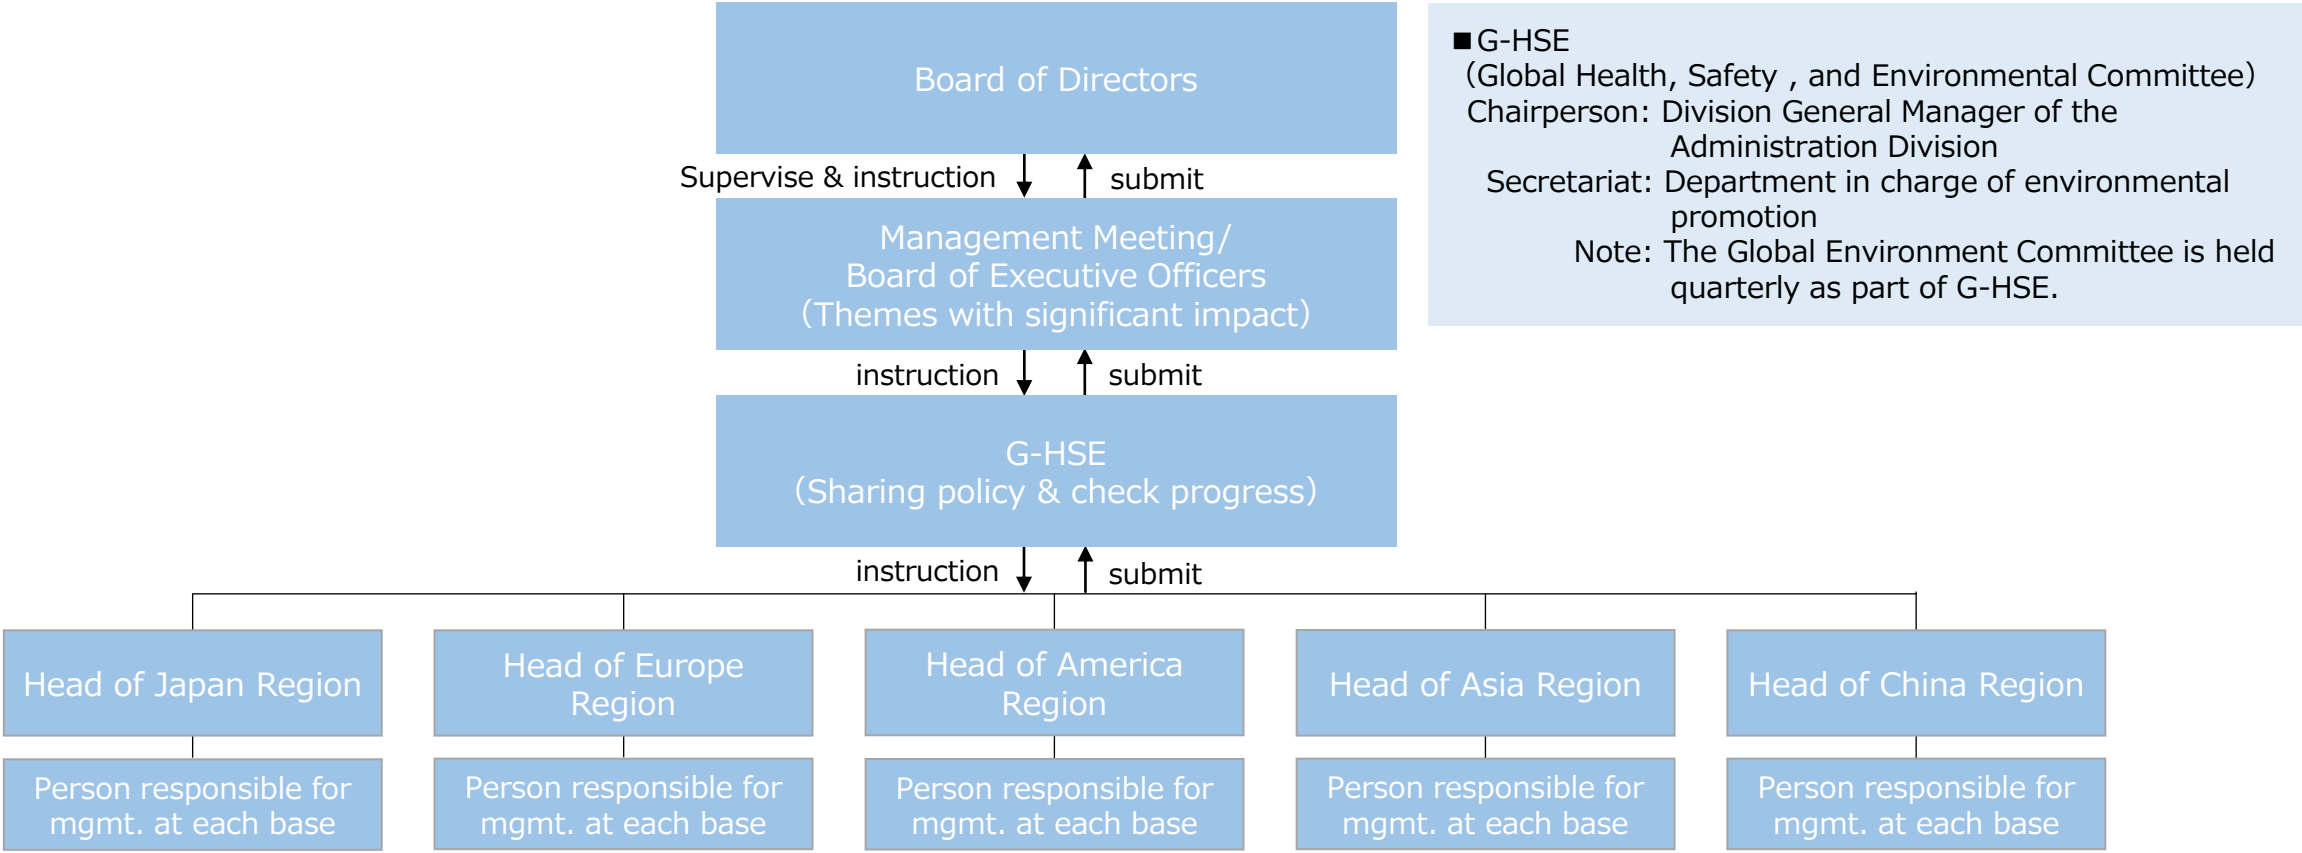 Board of Directors
Supervise & instruction
submit
Management Meeting/
Board of Executive Officers
(Themes with significant impact)
instruction
submit
G-HSE
(Sharing policy & check progress)
instruction
submit
■G-HSE
(Global Health, Safety , and Environmental Committee)
Chairperson: Division General Manager of the
Administration Division
Secretariat: Department in charge of environmental
promotion
Note: The Global Environment Committee is held
quarterly as part of G-HSE.
Head of Japan Region
Head of Europe
Region
Head of America
Region
Head of Asia Region
Head of China Region
Person responsible for
mgmt. at each base
Person responsible for
mgmt. at each base
Person responsible for
mgmt. at each base
Person responsible for
mgmt. at each base
Person responsible for
mgmt. at each base